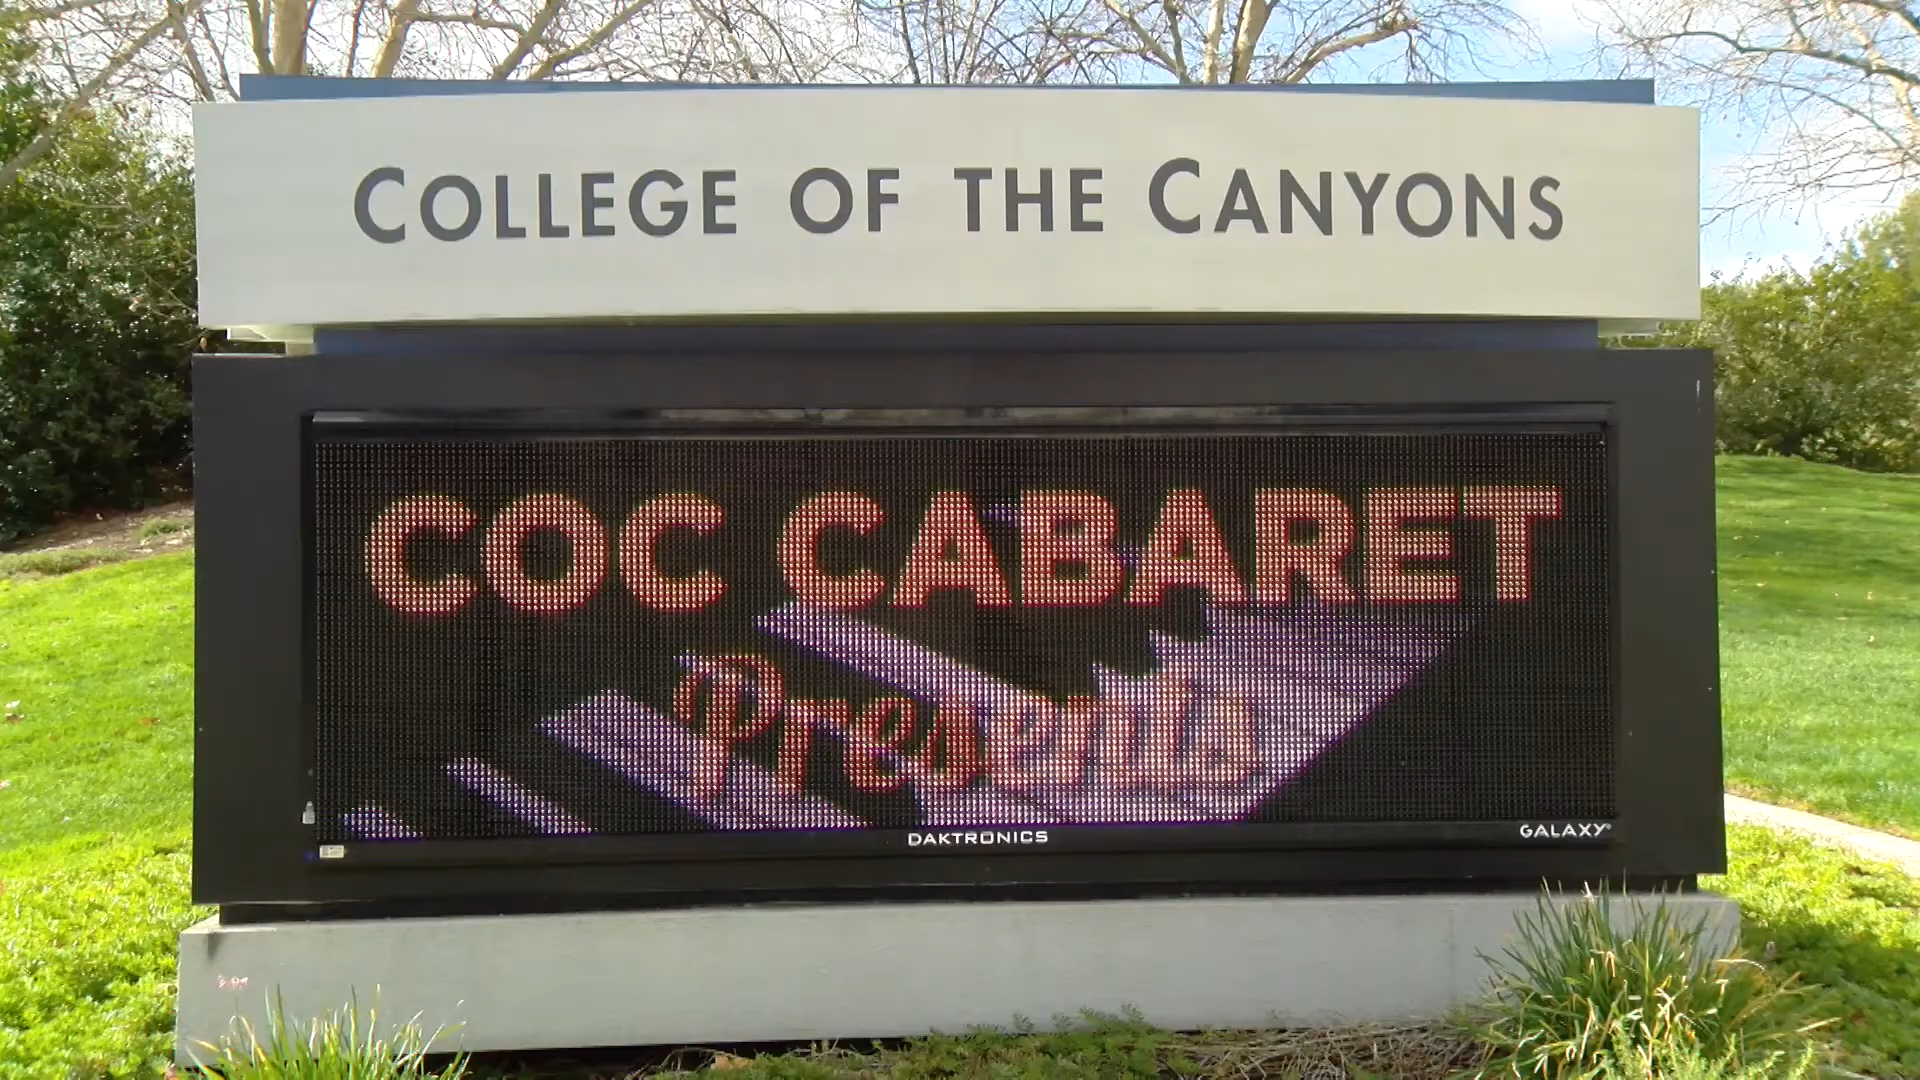 COLLEGE OF THE CANYONS
COC CABARET
Presents
DAKTRONICS
GALAXY®